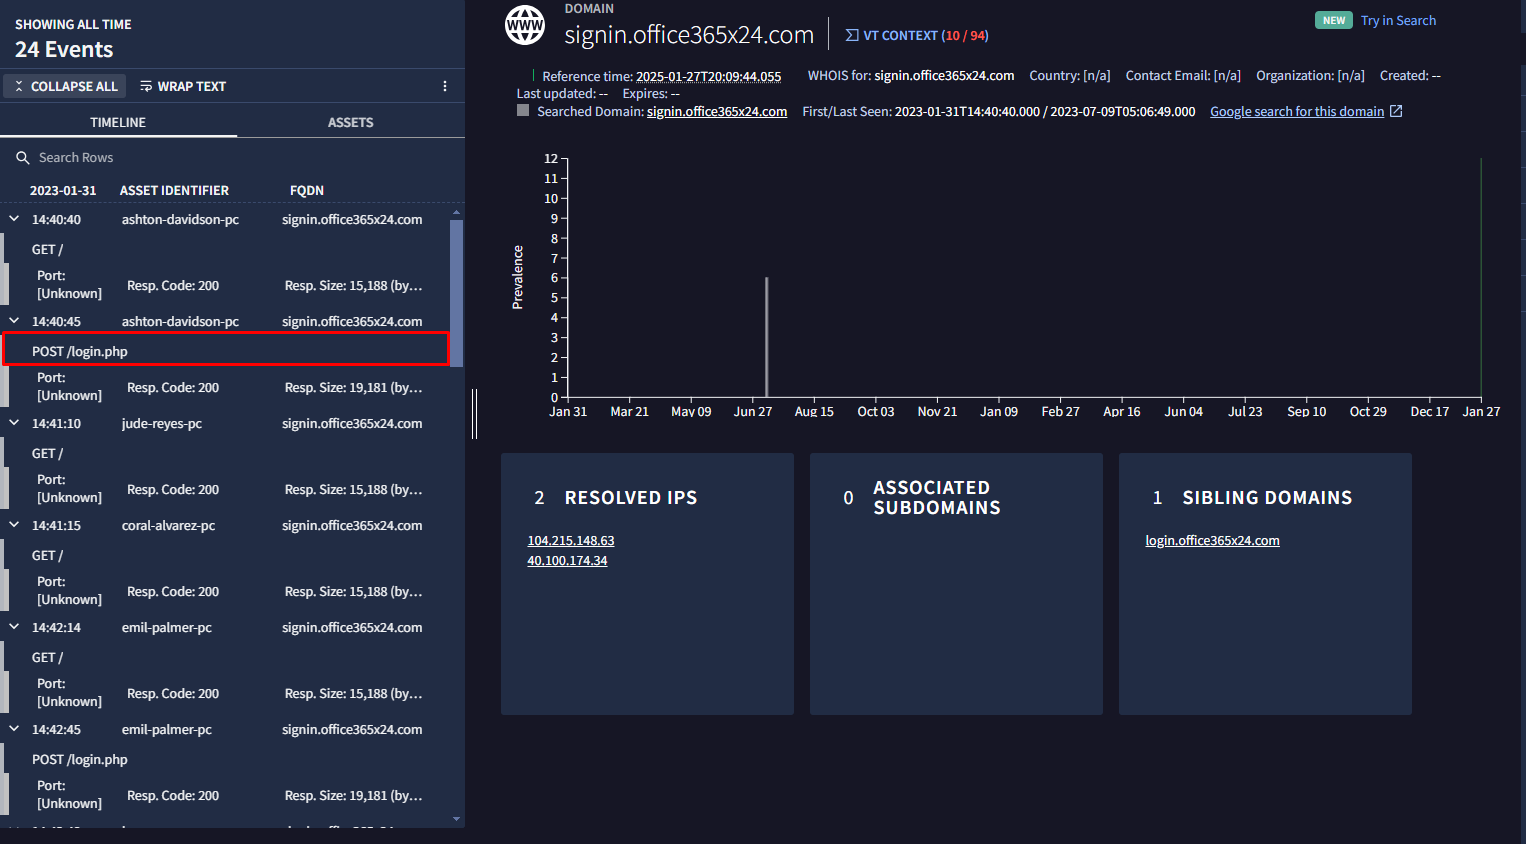 SHOWING ALL TIME
24 Events
COLLAPSE ALL
WRAP TEXT
TIMELINE
ASSETS
Search Rows
2023-01-31 ASSET IDENTIFIER FQDN
14:40:40 ashton-davidson-pc signin.office365x24.com
GET /
Port: [Unknown] Resp. Code: 200 Resp. Size: 15,188 (by…
14:40:45 ashton-davidson-pc signin.office365x24.com
POST /login.php
Port: [Unknown] Resp. Code: 200 Resp. Size: 19,181 (by…
14:41:10 jude-reyes-pc signin.office365x24.com
GET /
Port: [Unknown] Resp. Code: 200 Resp. Size: 15,188 (by…
14:41:15 coral-alvarez-pc signin.office365x24.com
GET /
Port: [Unknown] Resp. Code: 200 Resp. Size: 15,188 (by…
14:42:14 emil-palmer-pc signin.office365x24.com
GET /
Port: [Unknown] Resp. Code: 200 Resp. Size: 15,188 (by…
14:42:45 emil-palmer-pc signin.office365x24.com
POST /login.php
Port: [Unknown] Resp. Code: 200 Resp. Size: 19,181 (by…
WWW
DOMAIN
signin.office365x24.com
VT CONTEXT (10 / 94)
NEW Try in Search
Reference time: 2025-01-27T20:09:44.055 WHOIS for: signin.office365x24.com Country: [n/a] Contact Email: [n/a] Organization: [n/a] Created: --
Last updated: -- Expires: --
Searched Domain: signin.office365x24.com First/Last Seen: 2023-01-31T14:40:40.000 / 2023-07-09T05:06:49.000 Google search for this domain
Prevalence
12
11
10
9
8
7
6
5
4
3
2
1
0
Jan 31 Mar 21 May 09 Jun 27 Aug 15 Oct 03 Nov 21 Jan 09 Feb 27 Apr 16 Jun 04 Jul 23 Sep 10 Oct 29 Dec 17 Jan 27
2 RESOLVED IPS
104.215.148.63
40.100.174.34
0 ASSOCIATED SUBDOMAINS
1 SIBLING DOMAINS
login.office365x24.com